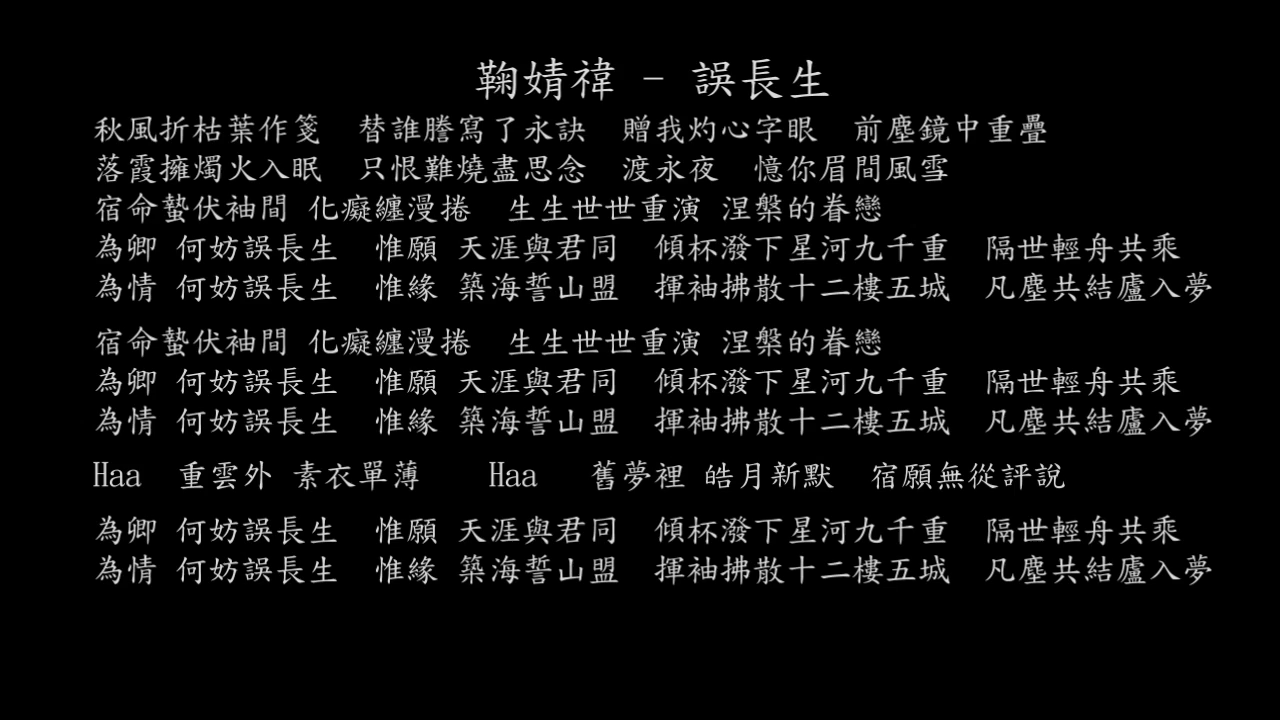 鞠婧禕 - 誤長生
秋風折枯葉作箋　替誰謄寫了永訣　贈我灼心字眼　前塵鏡中重疊
落霞擁燭火入眠　只恨難燒盡思念　渡永夜　憶你眉間風雪
宿命蟄伏袖間 化癡纏漫捲　生生世世重演 涅槃的眷戀
為卿 何妨誤長生　惟願 天涯與君同　傾杯潑下星河九千重　隔世輕舟共乘
為情 何妨誤長生　惟緣 築海誓山盟　揮袖拂散十二樓五城　凡塵共結廬入夢
宿命蟄伏袖間 化癡纏漫捲　生生世世重演 涅槃的眷戀
為卿 何妨誤長生　惟願 天涯與君同　傾杯潑下星河九千重　隔世輕舟共乘
為情 何妨誤長生　惟緣 築海誓山盟　揮袖拂散十二樓五城　凡塵共結廬入夢
Haa　重雲外 素衣單薄　　Haa　 舊夢裡 皓月新默　宿願無從評說
為卿 何妨誤長生　惟願 天涯與君同　傾杯潑下星河九千重　隔世輕舟共乘
為情 何妨誤長生　惟緣 築海誓山盟　揮袖拂散十二樓五城　凡塵共結廬入夢